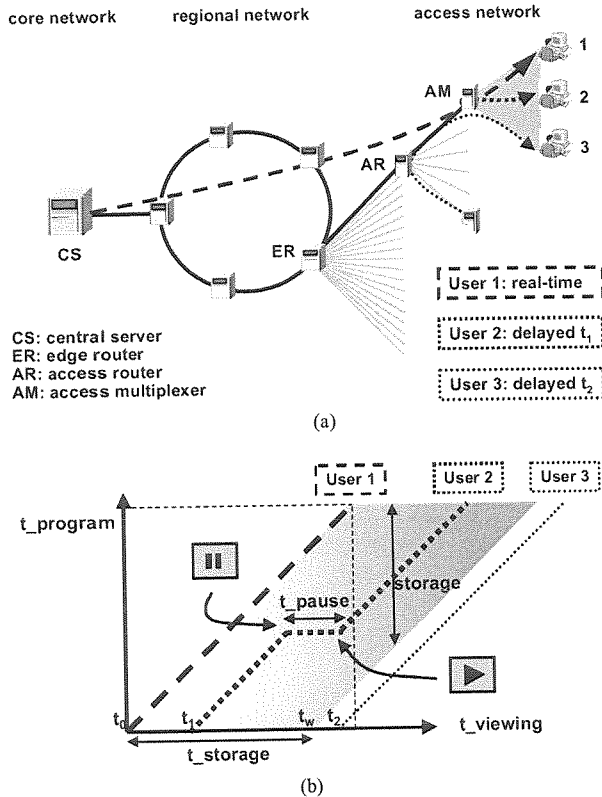 core network regional network access network
1
AM 2
AR 3
CS
ER
User 1: real-time
CS: central server
User 2: delayed t1
ER: edge router
AR: access router
User 3: delayed t2
AM: access multiplexer
(a)
User 1 User 2 User 3
t_program
storage
t_pause
t0 t1 tw t2 t_viewing
t_storage
(b)